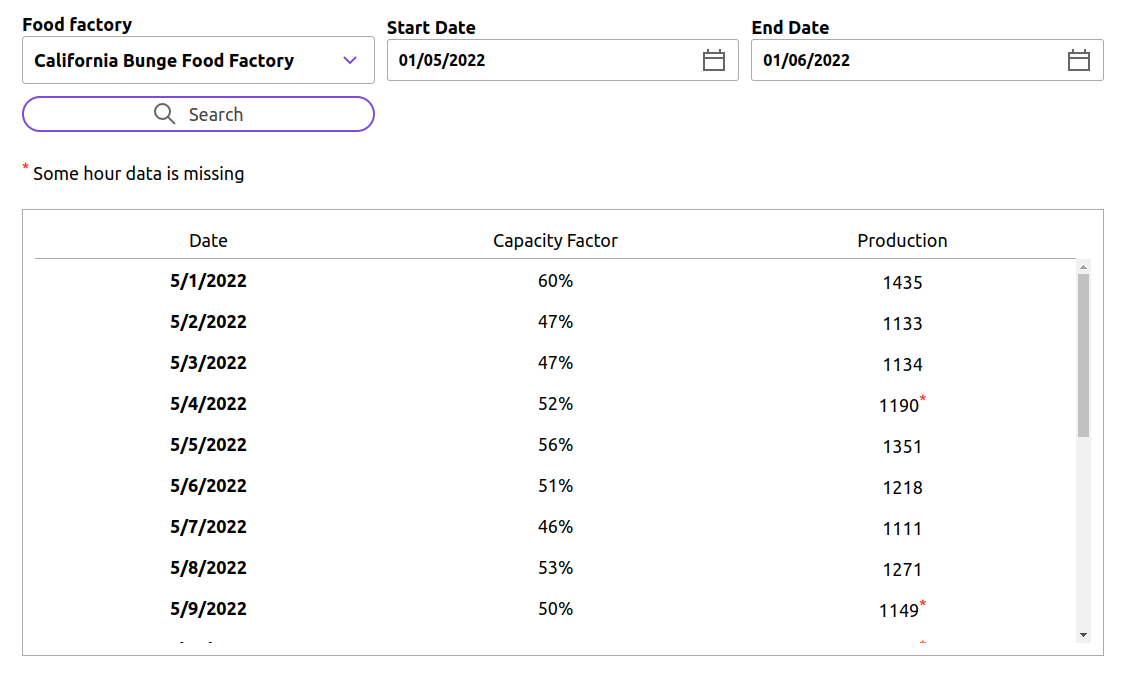 Food factory
Start Date
End Date
California Bunge Food Factory
01/05/2022
01/06/2022
Search
* Some hour data is missing
Date Capacity Factor Production
5/1/2022 60% 1435
5/2/2022 47% 1133
5/3/2022 47% 1134
5/4/2022 52% 1190*
5/5/2022 56% 1351
5/6/2022 51% 1218
5/7/2022 46% 1111
5/8/2022 53% 1271
5/9/2022 50% 1149*